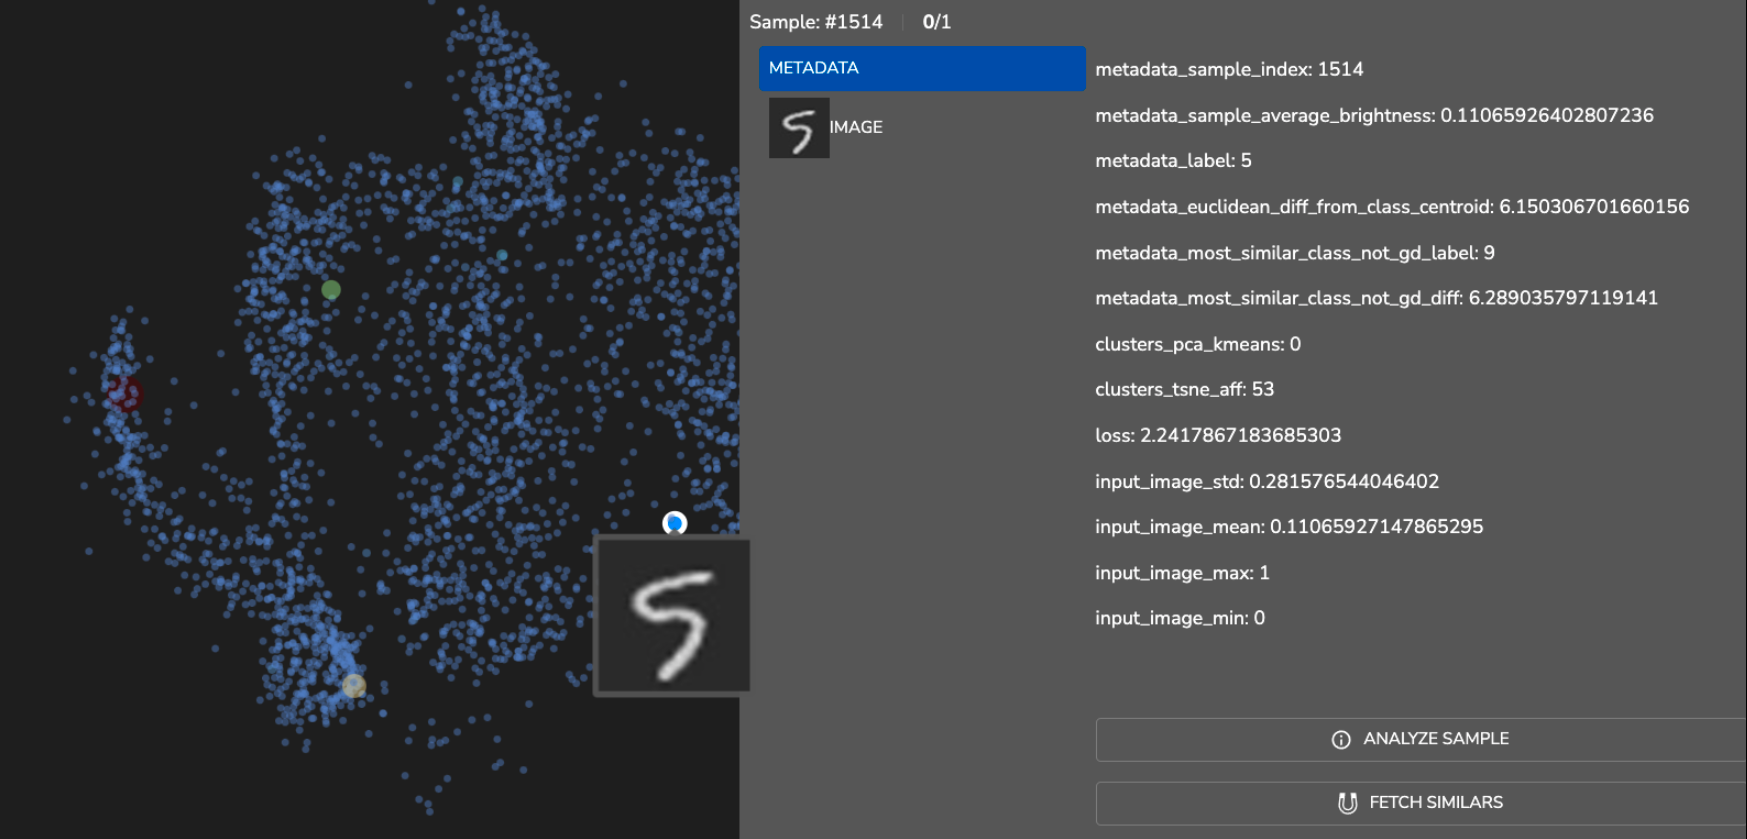 Sample: #1514 0/1
METADATA
IMAGE
metadata_sample_index: 1514
metadata_sample_average_brightness: 0.11065926402807236
metadata_label: 5
metadata_euclidean_diff_from_class_centroid: 6.150306701660156
metadata_most_similar_class_not_gd_label: 9
metadata_most_similar_class_not_gd_diff: 6.289035797119141
clusters_pca_kmeans: 0
clusters_tsne_aff: 53
loss: 2.2417867183685303
input_image_std: 0.281576544046402
input_image_mean: 0.11065927147865295
input_image_max: 1
input_image_min: 0
ANALYZE SAMPLE
FETCH SIMILARS
5
5